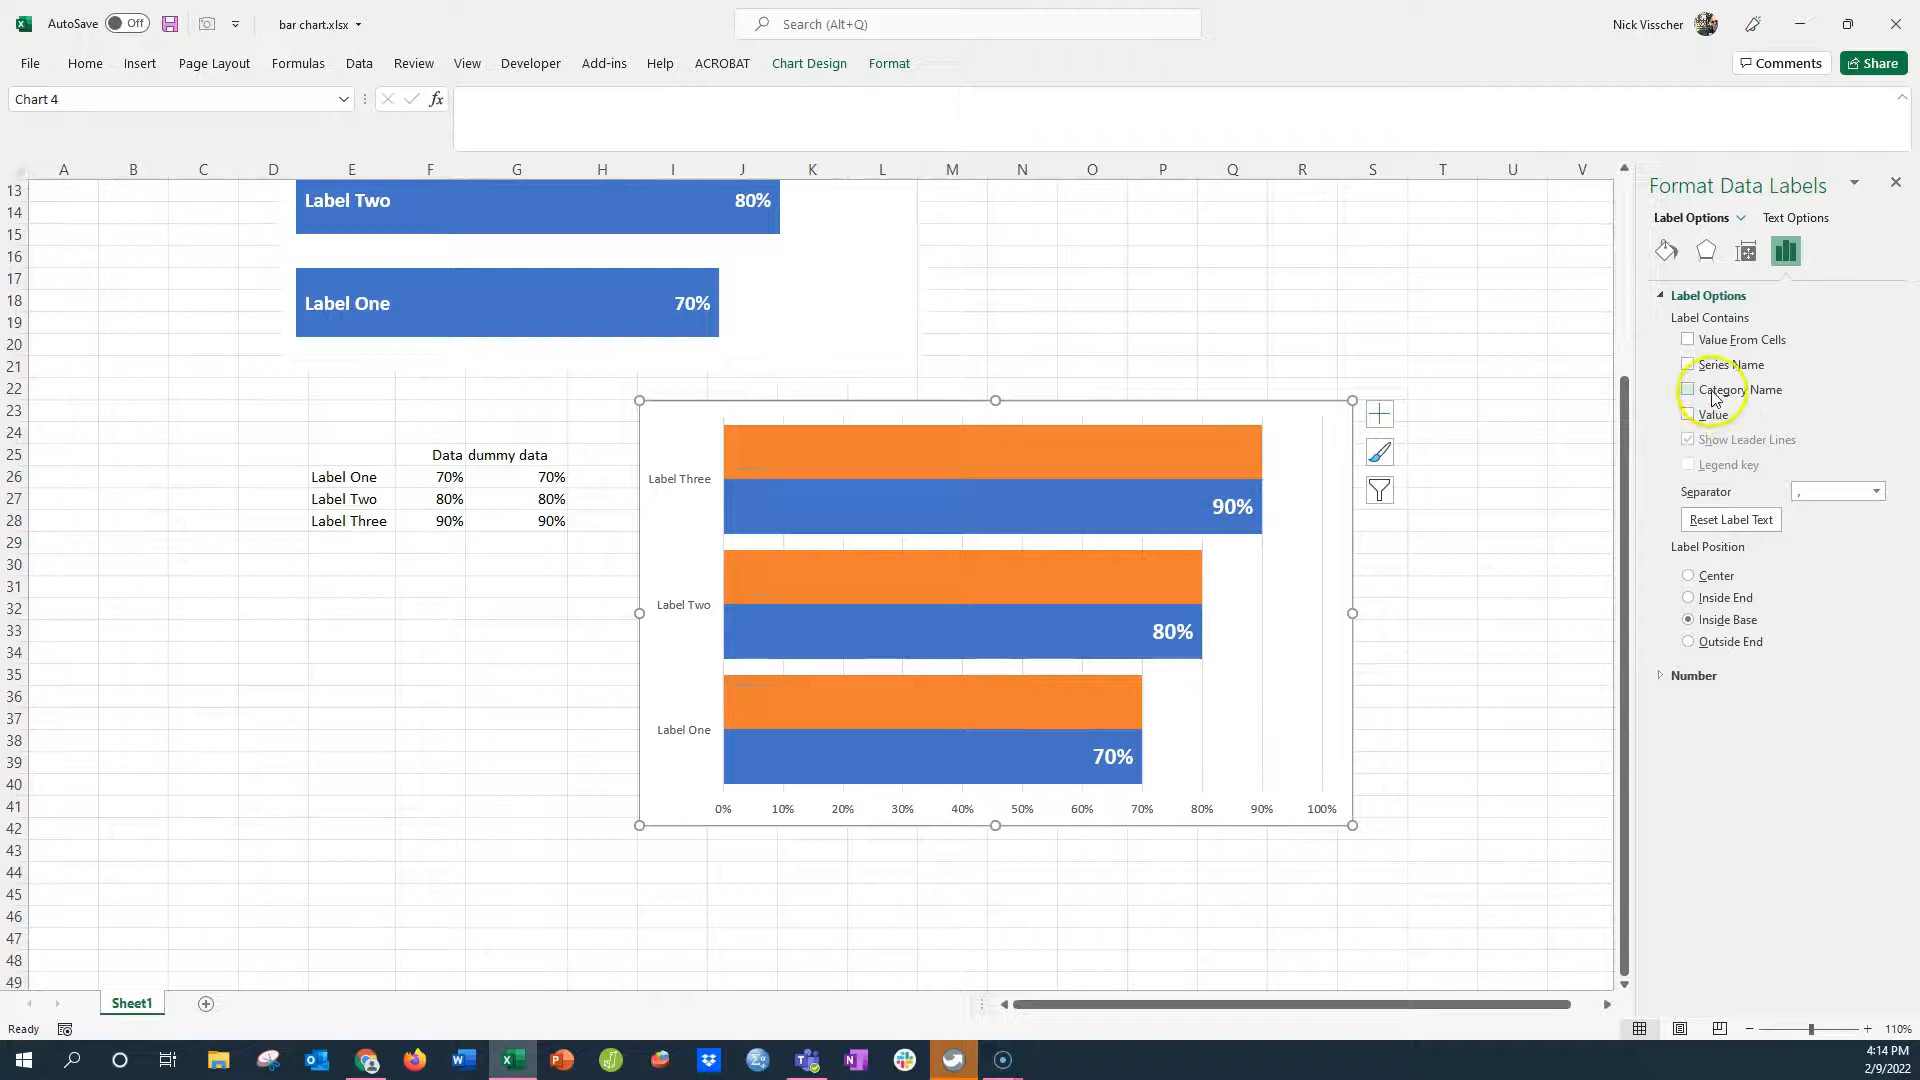 AutoSave Off bar chart.xlsx Search (Alt+Q) Nick Visscher
File Home Insert Page Layout Formulas Data Review View Developer Add-ins Help ACROBAT Chart Design Format Comments Share
Chart 4 fx
A B C D E F G H I J K L M N O P Q R S T U V
13
14
15
16
17
18
19
20
21
22
23
24
25
26
27
28
29
30
31
32
33
34
35
36
37
38
39
40
41
42
43
44
45
46
47
48
49
Label Two 80%
Label One 70%
Data dummy data
Label One 70% 70%
Label Two 80% 80%
Label Three 90% 90%
Label Three 90%
Label Two 80%
Label One 70%
0% 10% 20% 30% 40% 50% 60% 70% 80% 90% 100%
Format Data Labels
Label Options Text Options
Label Options
Label Contains
Value From Cells
Series Name
Category Name
Value
Show Leader Lines
Legend key
Separator ,
Reset Label Text
Label Position
Center
Inside End
Inside Base
Outside End
Number
Sheet1
Ready 110%
4:14 PM
2/9/2022